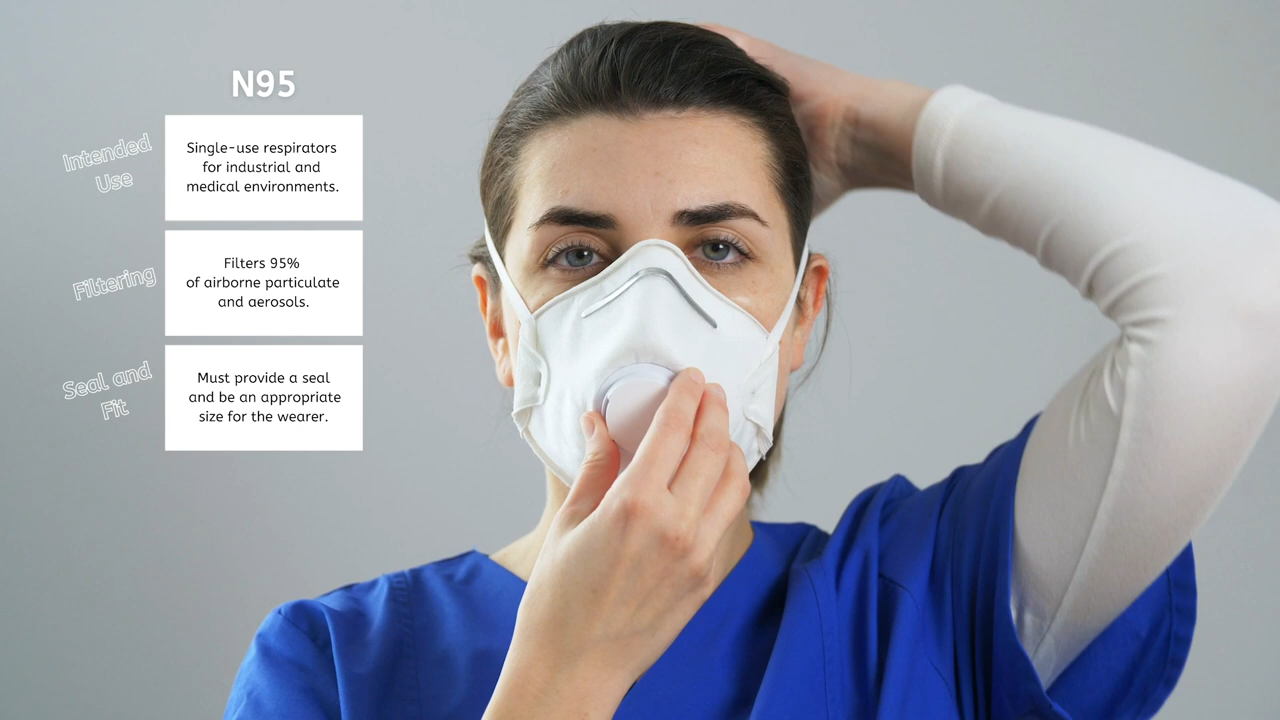 N95
Intended
Use
Single-use respirators
for industrial and
medical environments.
Filtering
Filters 95%
of airborne particulate
and aerosols.
Seal and
Fit
Must provide a seal
and be an appropriate
size for the wearer.